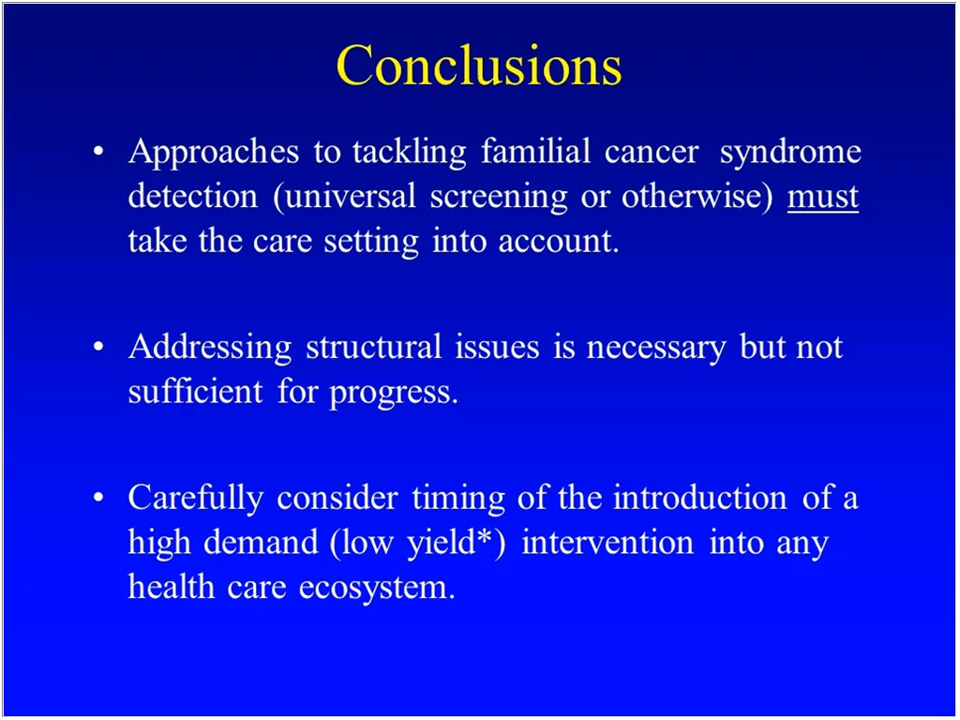 Conclusions
• Approaches to tackling familial cancer  syndrome
detection (universal screening or otherwise) must
take the care setting into account.
• Addressing structural issues is necessary but not
sufficient for progress.
• Carefully consider timing of the introduction of a
high demand (low yield*) intervention into any
health care ecosystem.